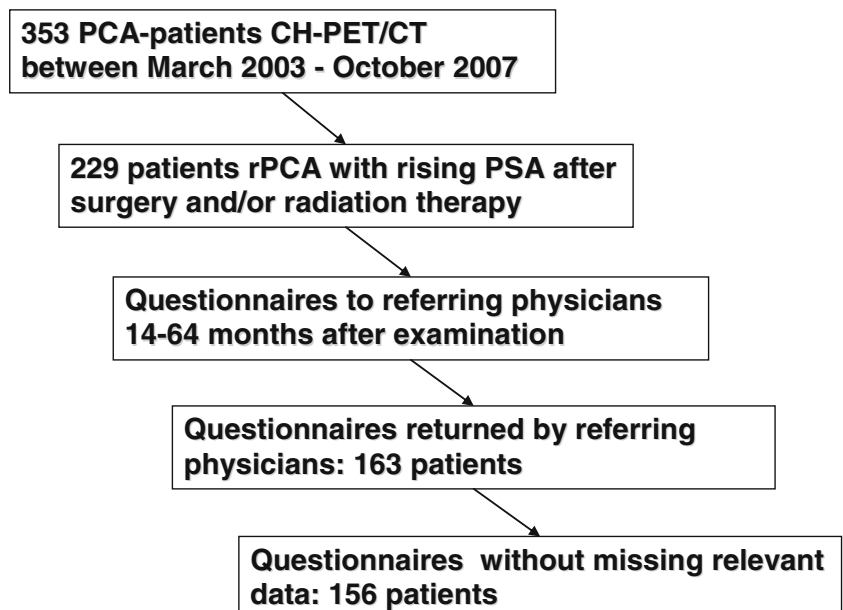 353 PCA-patients CH-PET/CT
between March 2003 - October 2007
229 patients rPCA with rising PSA after
surgery and/or radiation therapy
Questionnaires to referring physicians
14-64 months after examination
Questionnaires returned by referring
physicians: 163 patients
Questionnaires without missing relevant
data: 156 patients